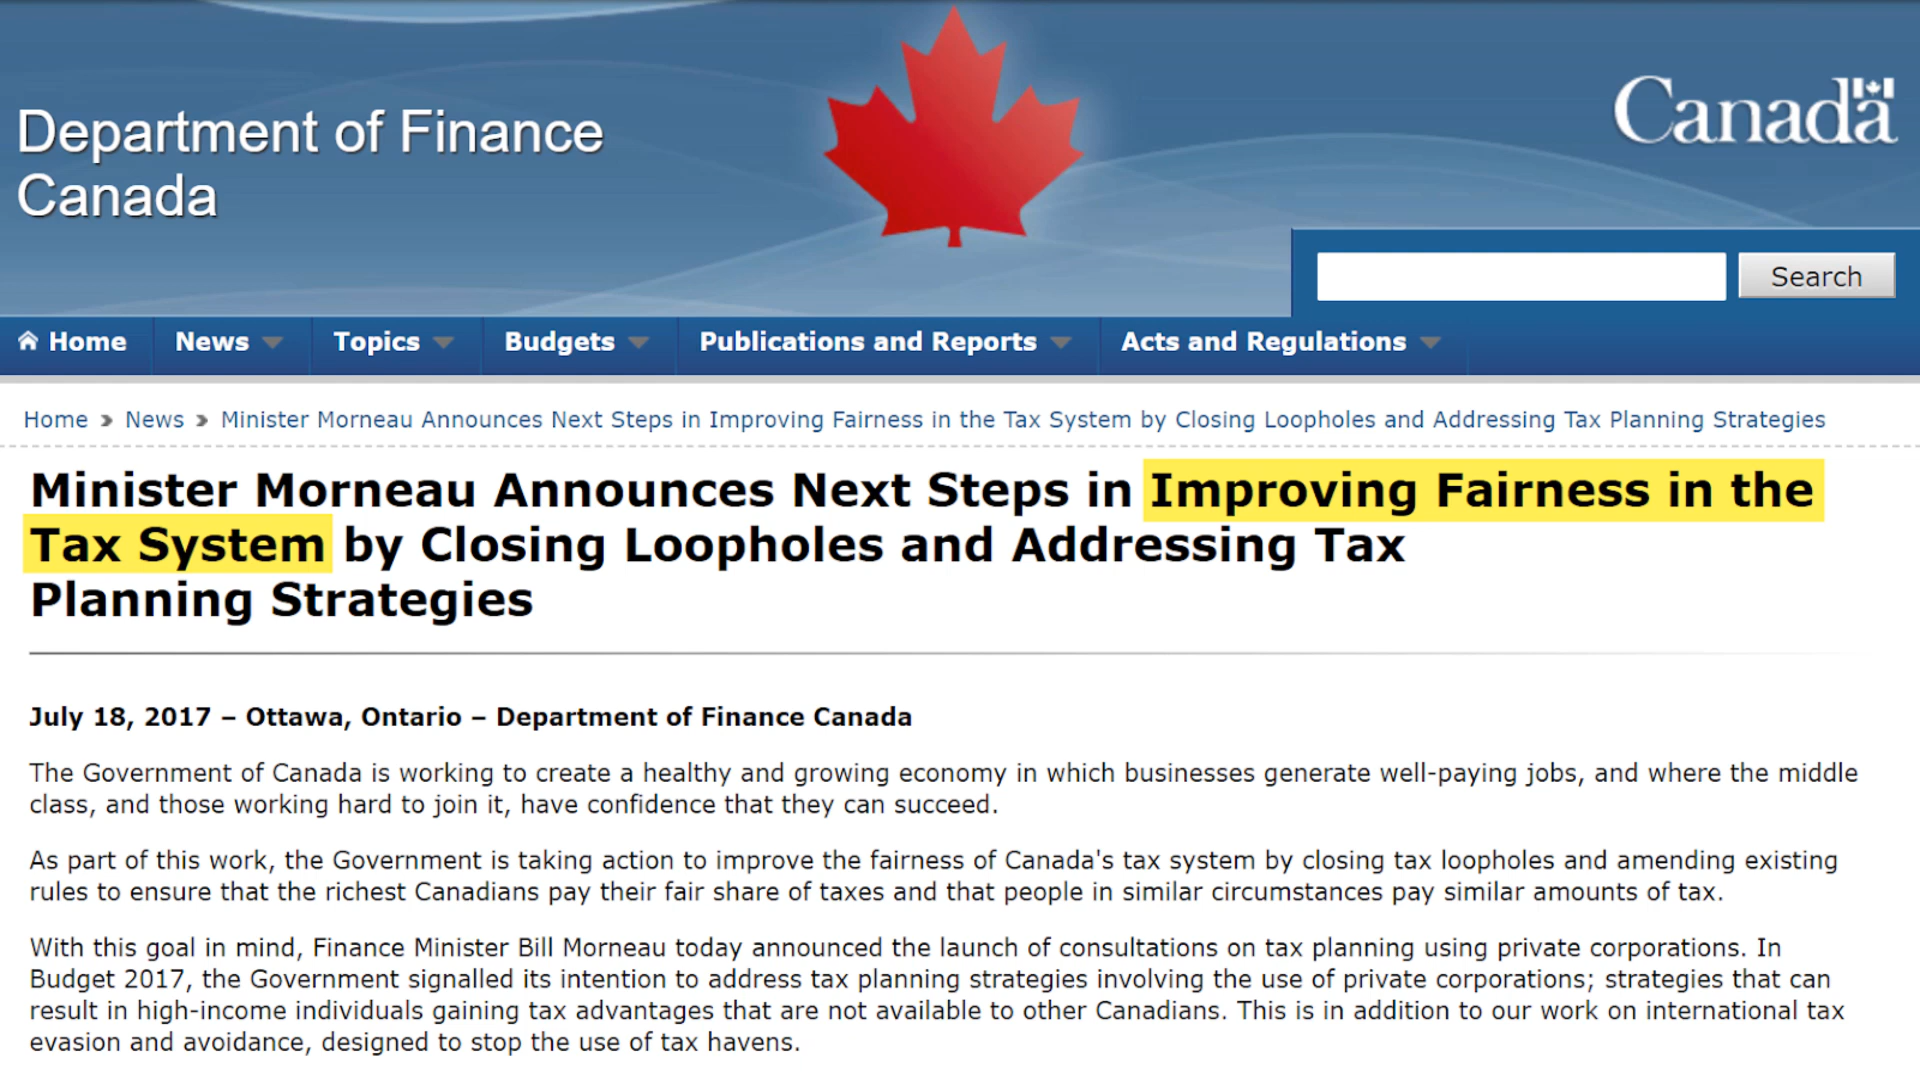 Department of Finance
Canada
Canada
Search
Home News Topics Budgets Publications and Reports Acts and Regulations
Home » News » Minister Morneau Announces Next Steps in Improving Fairness in the Tax System by Closing Loopholes and Addressing Tax Planning Strategies
Minister Morneau Announces Next Steps in Improving Fairness in the
Tax System by Closing Loopholes and Addressing Tax
Planning Strategies
July 18, 2017 – Ottawa, Ontario – Department of Finance Canada
The Government of Canada is working to create a healthy and growing economy in which businesses generate well-paying jobs, and where the middle
class, and those working hard to join it, have confidence that they can succeed.
As part of this work, the Government is taking action to improve the fairness of Canada's tax system by closing tax loopholes and amending existing
rules to ensure that the richest Canadians pay their fair share of taxes and that people in similar circumstances pay similar amounts of tax.
With this goal in mind, Finance Minister Bill Morneau today announced the launch of consultations on tax planning using private corporations. In
Budget 2017, the Government signalled its intention to address tax planning strategies involving the use of private corporations; strategies that can
result in high-income individuals gaining tax advantages that are not available to other Canadians. This is in addition to our work on international tax
evasion and avoidance, designed to stop the use of tax havens.